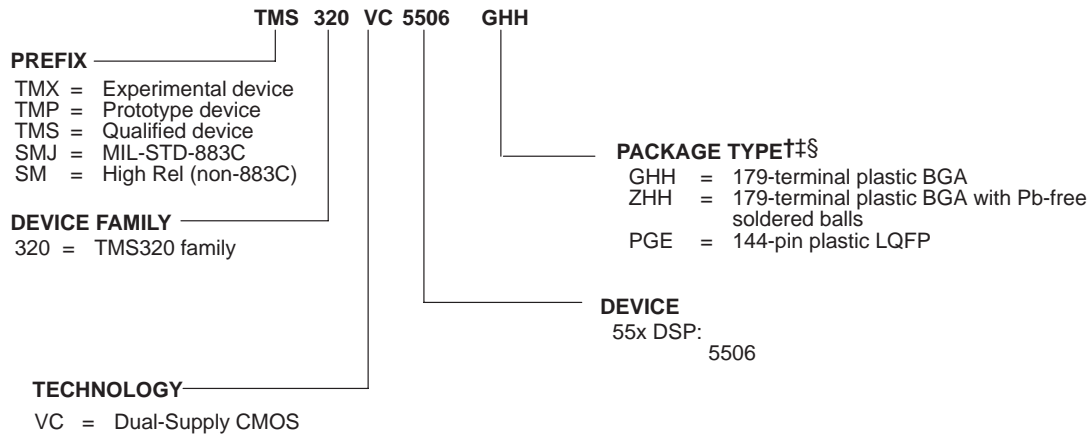 TMS 320 VC 5506 GHH
PREFIX
TMX = Experimental device
TMP = Prototype device
TMS = Qualified device
SMJ = MIL-STD-883C
SM = High Rel (non-883C)
DEVICE FAMILY
320 = TMS320 family
TECHNOLOGY
VC = Dual-Supply CMOS
PACKAGE TYPE†‡§
GHH = 179-terminal plastic BGA
ZHH = 179-terminal plastic BGA with Pb-free
soldered balls
PGE = 144-pin plastic LQFP
DEVICE
55x DSP:
5506